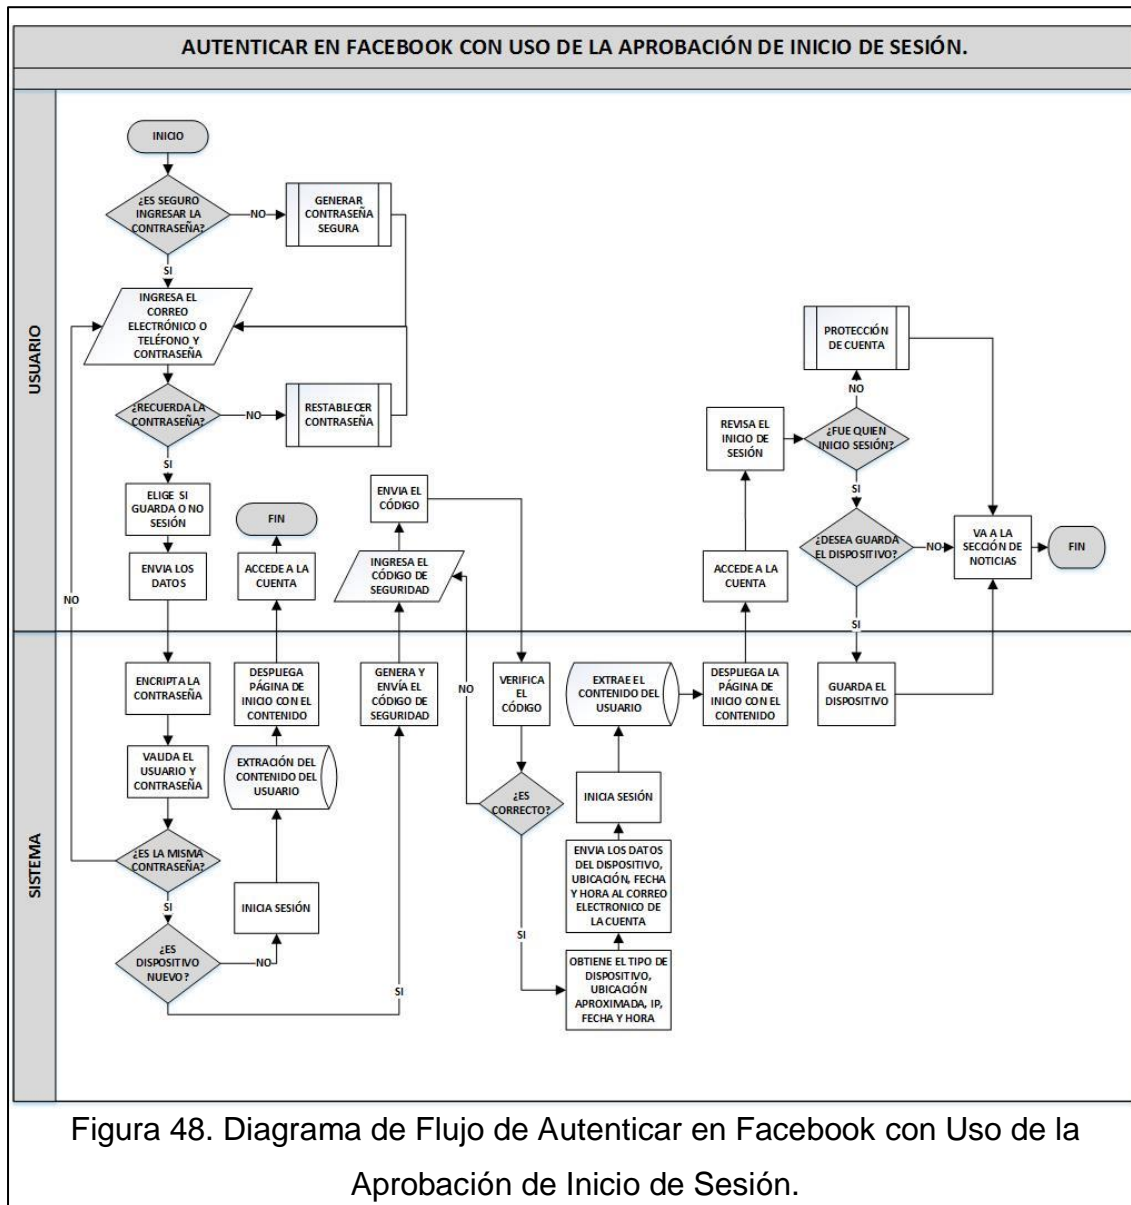 AUTENTICAR EN FACEBOOK CON USO DE LA APROBACIÓN DE INICIO DE SESIÓN.
USUARIO
INICIO
¿ES SEGURO
INGRESAR LA
CONTRASEÑA?
NO
GENERAR
CONTRASEÑA
SEGURA
SI
INGRESA EL
CORREO
ELECTRÓNICO O
TELÉFONO Y
CONTRASEÑA
¿RECUERDA LA
CONTRASEÑA?
NO
RESTABLECER
CONTRASEÑA
SI
ELIGE SI
GUARDA O NO
SESIÓN
ENVIA LOS
DATOS
NO
FIN
ACCEDE A LA
CUENTA
ENVIA EL
CÓDIGO
INGRESA EL
CÓDIGO DE
SEGURIDAD
REVISA EL
INICIO DE
SESIÓN
ACCEDE A LA
CUENTA
PROTECCIÓN
DE CUENTA
NO
¿FUE QUIEN
INICIO SESIÓN?
SI
¿DESEA GUARDA
EL DISPOSITIVO?
NO
VA A LA
SECCIÓN DE
NOTICIAS
FIN
SI
SISTEMA
ENCRIPTA LA
CONTRASEÑA
VALIDA EL
USUARIO Y
CONTRASEÑA
¿ES LA MISMA
CONTRASEÑA?
SI
¿ES
DISPOSITIVO
NUEVO?
NO
INICIA SESIÓN
EXTRACIÓN DEL
CONTENIDO DEL
USUARIO
DESPLIEGA
PÁGINA DE
INICIO CON EL
CONTENIDO
SI
GENERA Y
ENVÍA EL
CÓDIGO DE
SEGURIDAD
NO
VERIFICA
EL
CÓDIGO
¿ES
CORRECTO?
SI
OBTIENE EL TIPO DE
DISPOSITIVO,
UBICACIÓN
APROXIMADA, IP,
FECHA Y HORA
ENVIA LOS DATOS
DEL DISPOSITIVO,
UBICACIÓN, FECHA
Y HORA AL CORREO
ELECTRONICO DE
LA CUENTA
INICIA SESIÓN
EXTRAE EL
CONTENIDO DEL
USUARIO
DESPLIEGA LA
PÁGINA DE
INICIO CON EL
CONTENIDO
GUARDA EL
DISPOSITIVO
Figura 48. Diagrama de Flujo de Autenticar en Facebook con Uso de la
Aprobación de Inicio de Sesión.